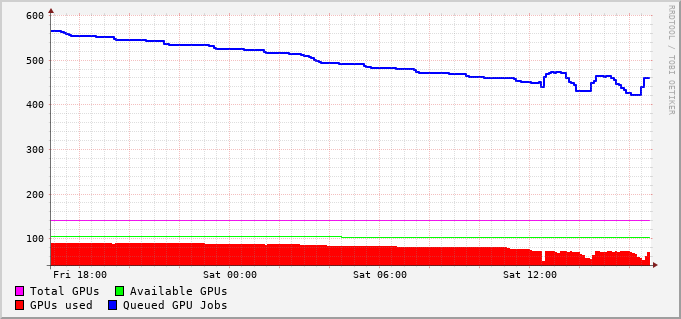 600
500
400
300
200
100
Fri 18:00 Sat 00:00 Sat 06:00 Sat 12:00
Total GPUs Available GPUs
GPUs used Queued GPU Jobs
RRDTOOL / TOBI OETIKER